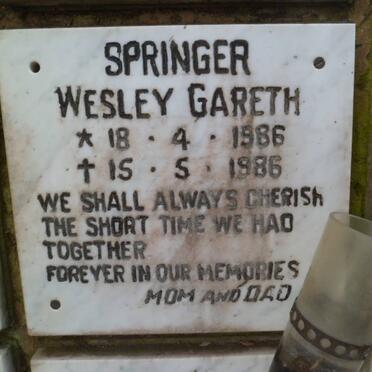 SPRINGER
WESLEY GARETH
* 18 · 4 · 1986
† 15 · 5 · 1986
WE SHALL ALWAYS CHERISH
THE SHORT TIME WE HAD
TOGETHER
FOREVER IN OUR MEMORIES
MOM AND DAD